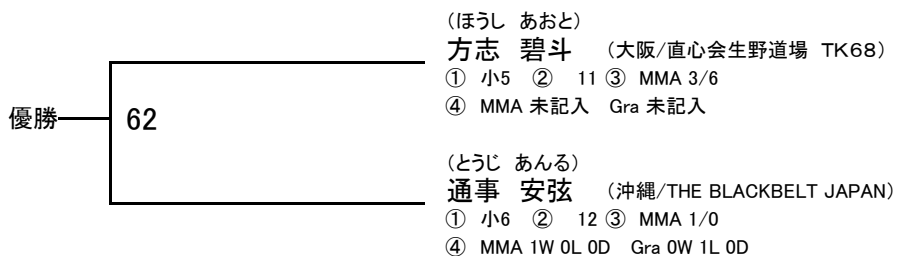 (ほうし あおと)
方志 碧斗 (大阪/直心会生野道場 TK68)
① 小5 ② 11 ③ MMA 3/6
④ MMA 未記入 Gra 未記入
優勝
62
(とうじ あんる)
通事 安弦 (沖縄/THE BLACKBELT JAPAN)
① 小6 ② 12 ③ MMA 1/0
④ MMA 1W 0L 0D Gra 0W 1L 0D